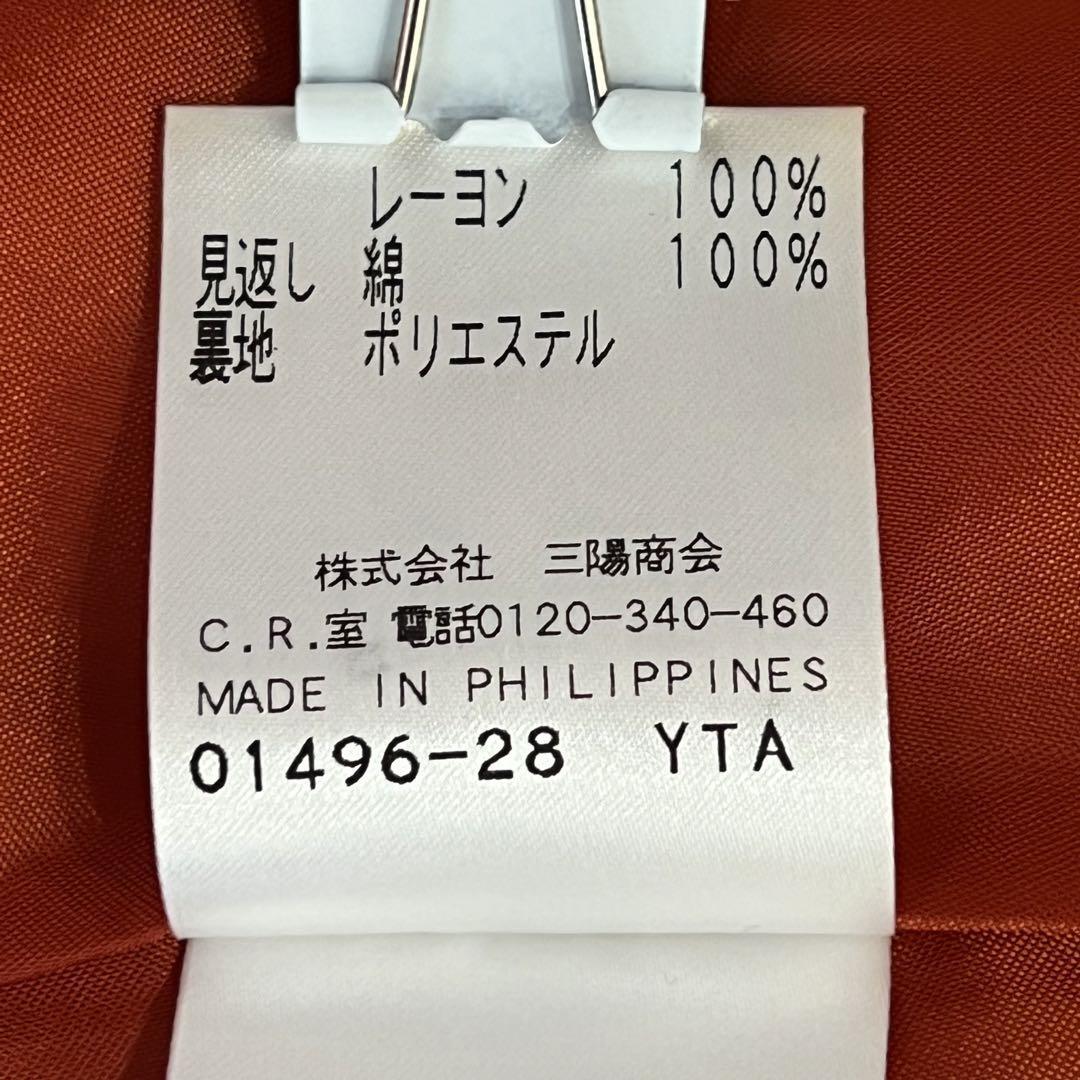 レーヨン 100%
見返し 綿 100%
裏地 ポリエステル
株式会社 三陽商会
C.R.室 電話0120-340-460
MADE IN PHILIPPINES
01496-28 YTA